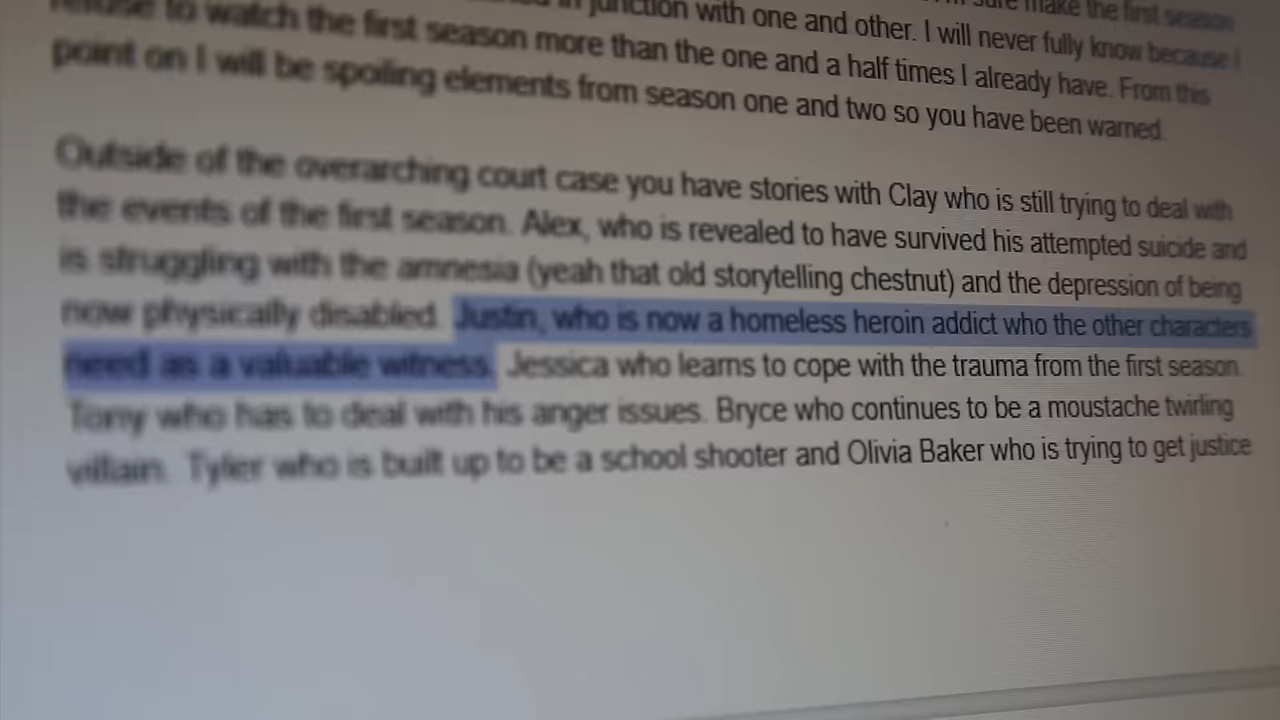 in junction with one and other. I will never fully know because I
refuse to watch the first season more than the one and a half times I already have. From this
point on I will be spoiling elements from season one and two so you have been warned.
Outside of the overarching court case you have stories with Clay who is still trying to deal with
the events of the first season. Alex, who is revealed to have survived his attempted suicide and
is struggling with the amnesia (yeah that old storytelling chestnut) and the depression of being
now physically disabled. Justin, who is now a homeless heroin addict who the other characters
need as a valuable witness. Jessica who learns to cope with the trauma from the first season.
Tony who has to deal with his anger issues. Bryce who continues to be a moustache twirling
villain. Tyler who is built up to be a school shooter and Olivia Baker who is trying to get justice